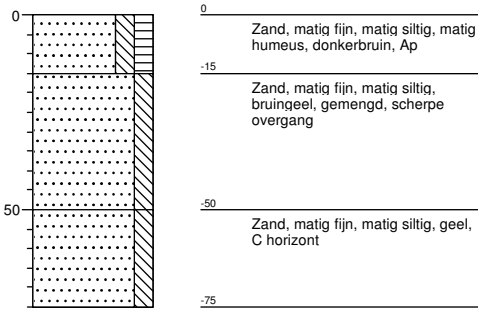 0
0
Zand, matig fijn, matig siltig, matig
humeus, donkerbruin, Ap
-15
Zand, matig fijn, matig siltig,
bruingeel, gemengd, scherpe
overgang
50
-50
Zand, matig fijn, matig siltig, geel,
C horizont
-75